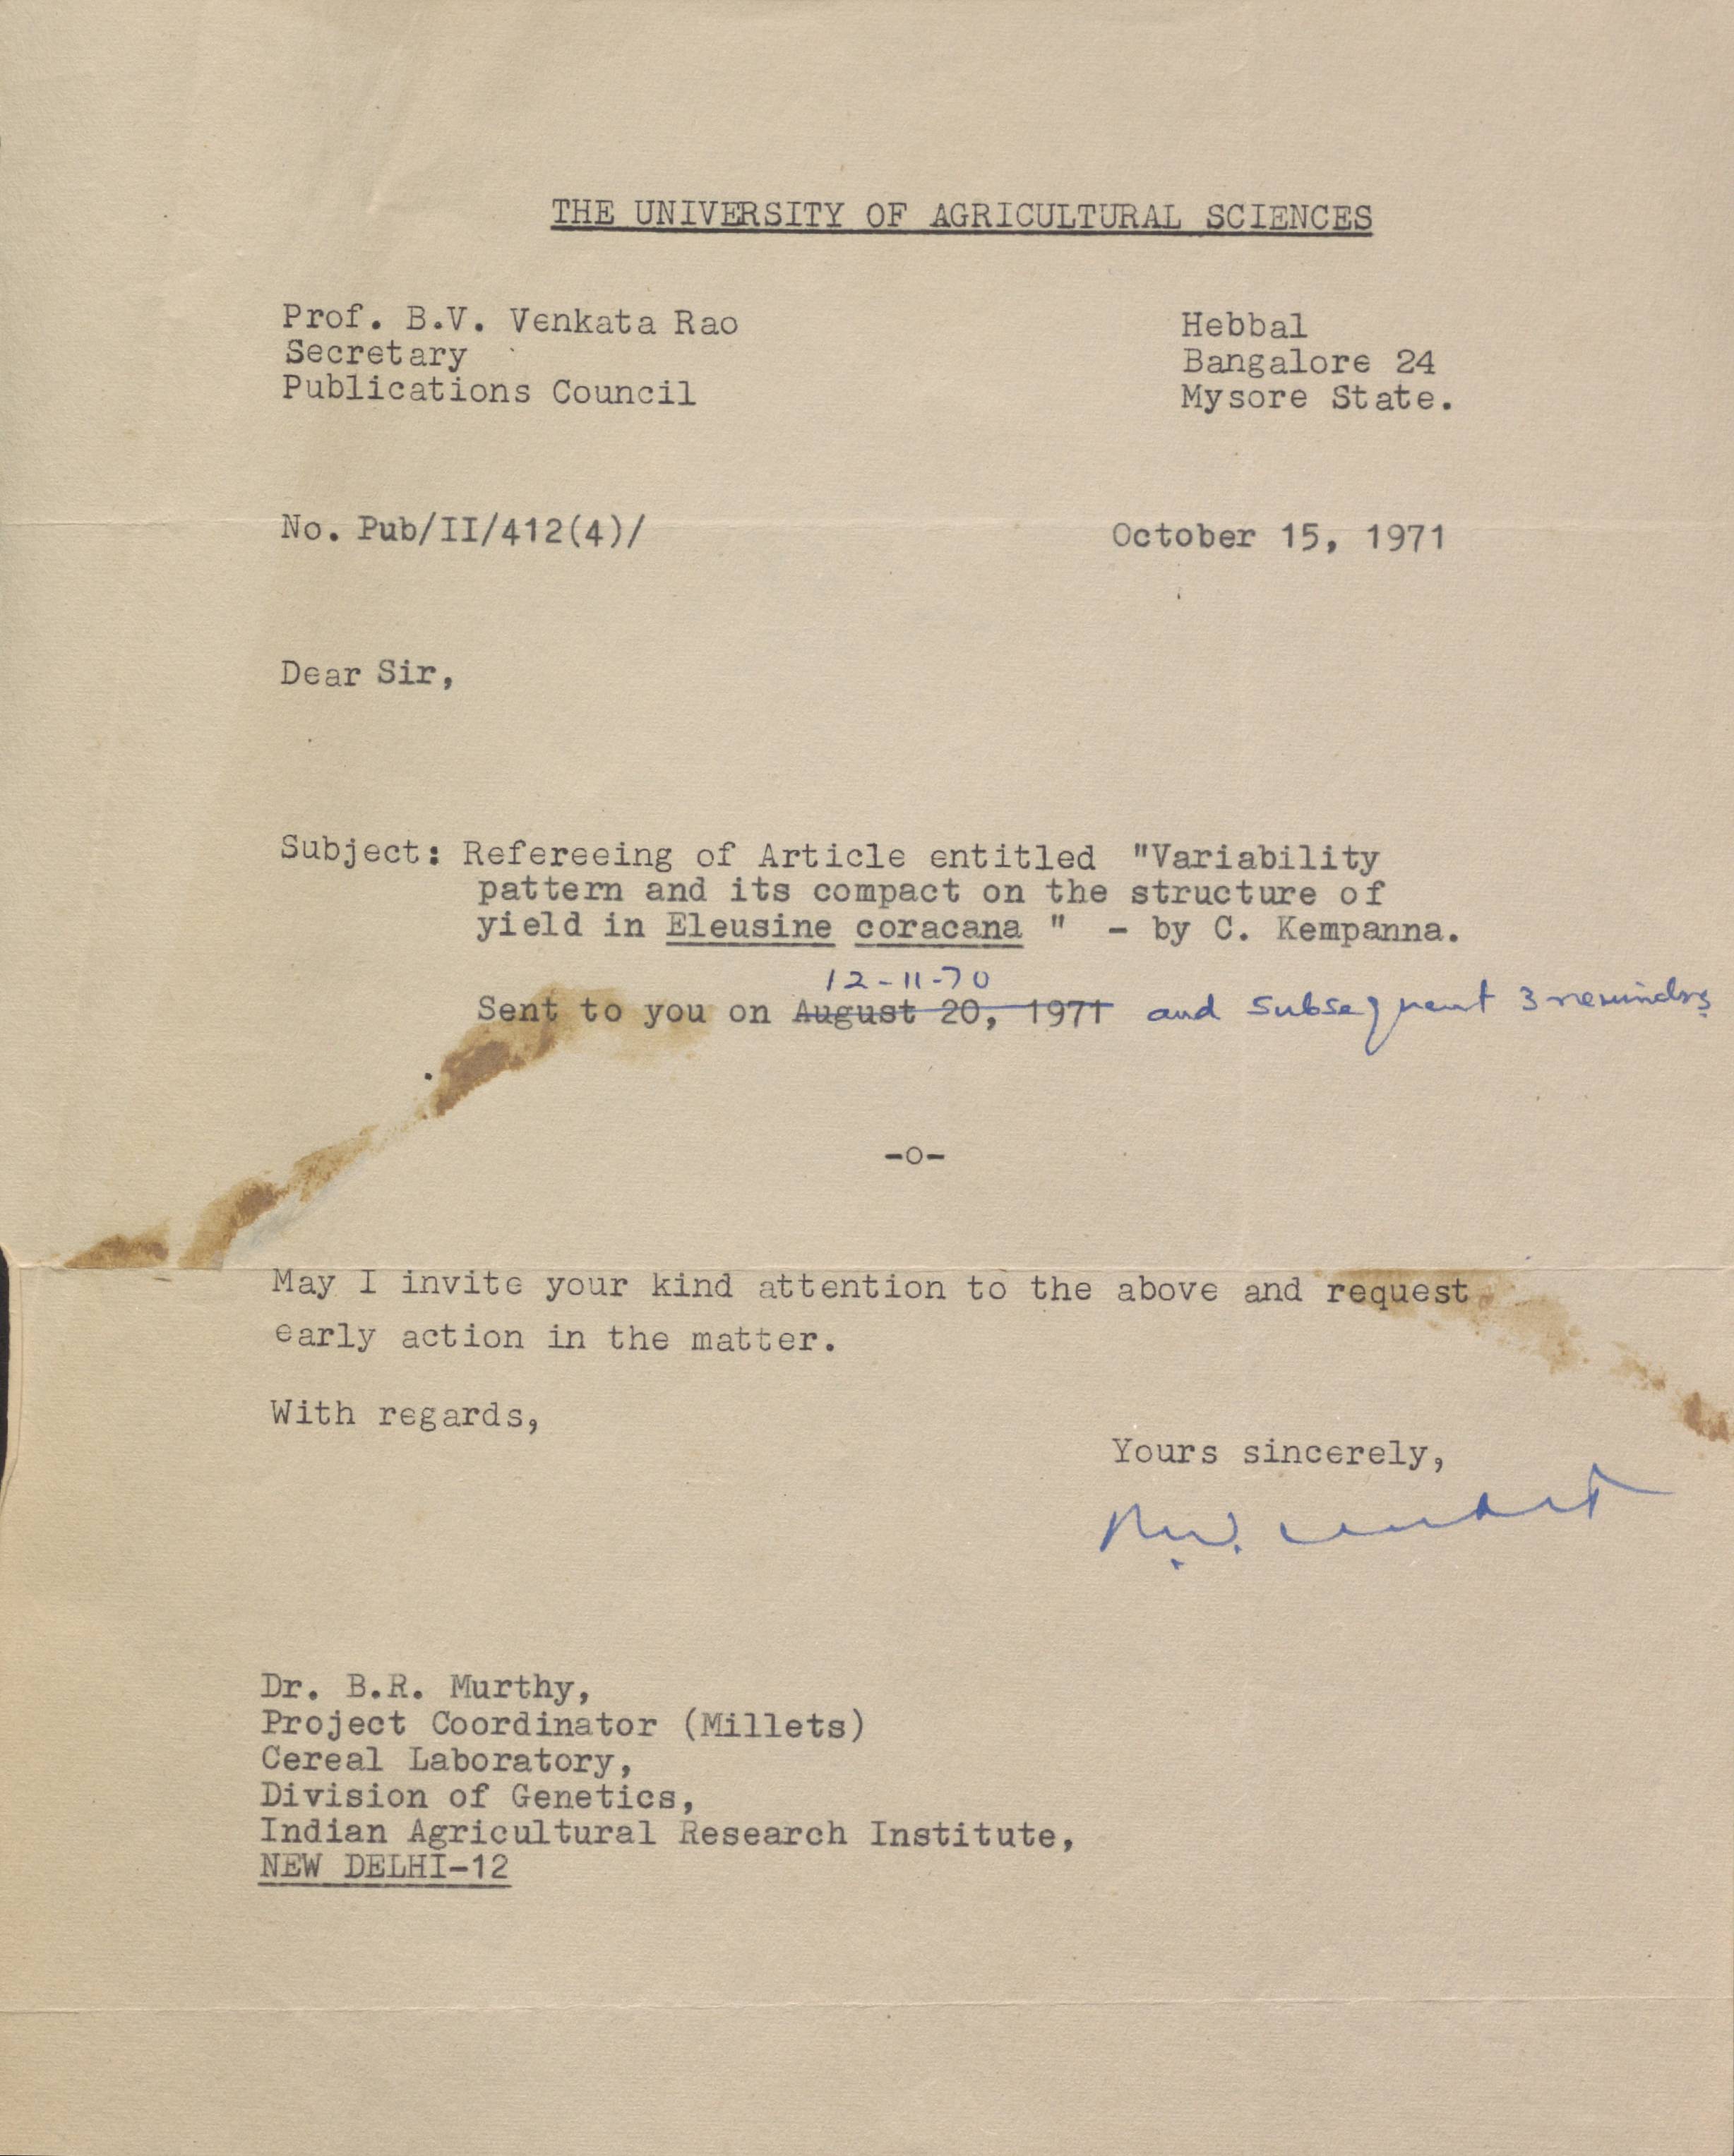 THE UNIVERSITY OF AGRICULTURAL SCIENCES
Prof. B.V. Venkata Rao
Secretary
Publications Council
Hebbal
Bangalore 24
Mysore State.
No. Pub/II/412(4)/
October 15, 1971
Dear Sir,
Subject: Refereeing of Article entitled "Variability
pattern and its compact on the structure of
yield in Eleusine coracana " - by C. Kempanna.
12-11-70
Sent to you on August 20, 1971 and subsequent 3 reminders
-o-
May I invite your kind attention to the above and request
early action in the matter.
With regards,
Yours sincerely,
Dr. B.R. Murthy,
Project Coordinator (Millets)
Cereal Laboratory,
Division of Genetics,
Indian Agricultural Research Institute,
NEW DELHI-12